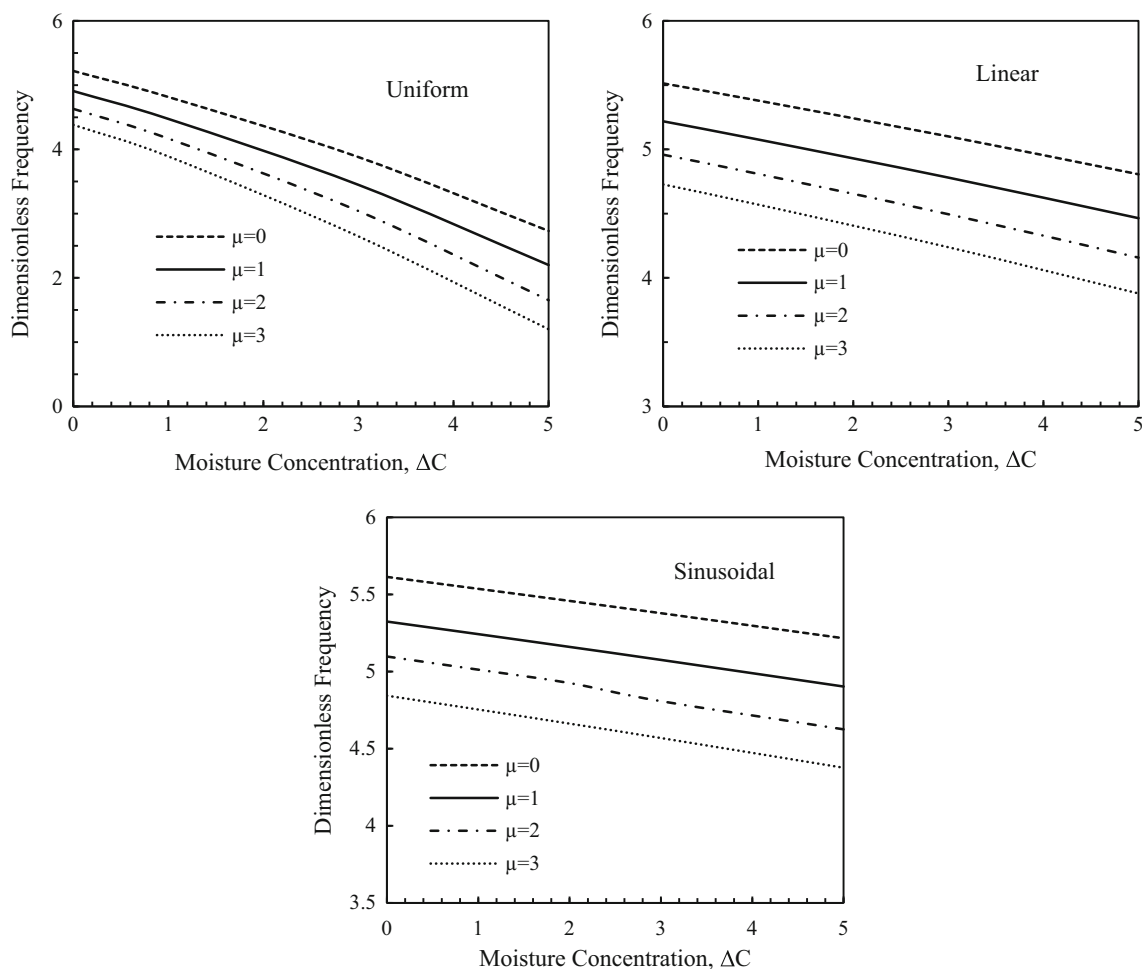 6
4
2
0
Dimensionless Frequency
Uniform
µ=0
µ=1
µ=2
µ=3
0 1 2 3 4 5
Moisture Concentration, ΔC
6
5
4
3
Dimensionless Frequency
Linear
µ=0
µ=1
µ=2
µ=3
0 1 2 3 4 5
Moisture Concentration, ΔC
6
5.5
5
4.5
4
3.5
Dimensionless Frequency
Sinusoidal
µ=0
µ=1
µ=2
µ=3
0 1 2 3 4 5
Moisture Concentration, ΔC